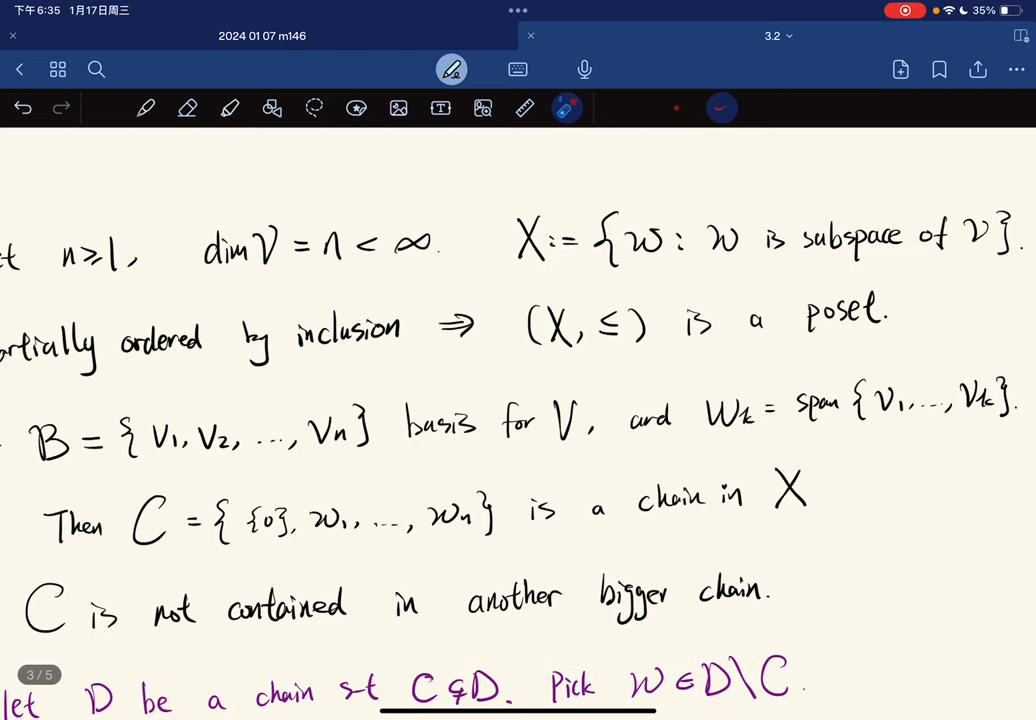 下午6:35 1月17日周三
35%
2024 01 07 m146
3.2
et n≥1, dim V = n < ∞. X := {W : W is subspace of V}.
artially ordered by inclusion ⇒ (X, ≤) is a poset.
B = {v1, v2, ..., vn} basis for V, and Wk = span {v1, ..., vk}.
Then C = { {0}, W1, ..., Wn} is a chain in X
C is not contained in another bigger chain.
3/5
let D be a chain s.t C ⊊ D. Pick W ∈ D\C.